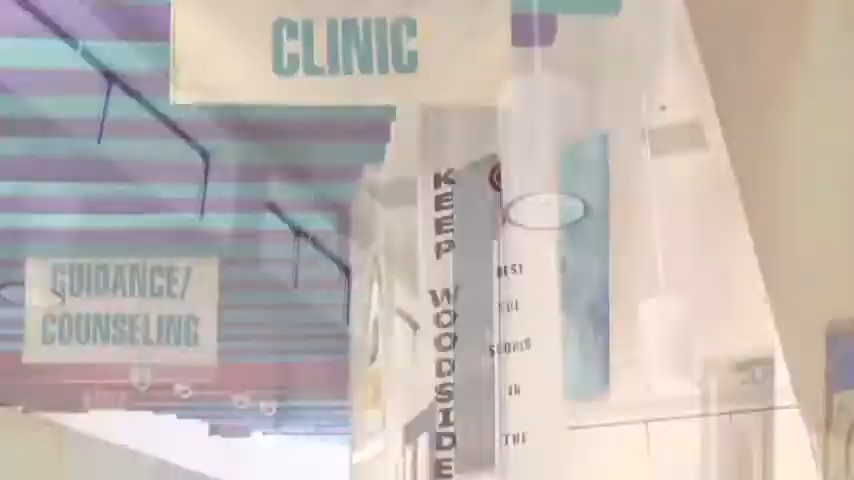 CLINIC
GUIDANCE/
COUNSELING
KEEP WOODSIDE
BEST
THE
IN
THE